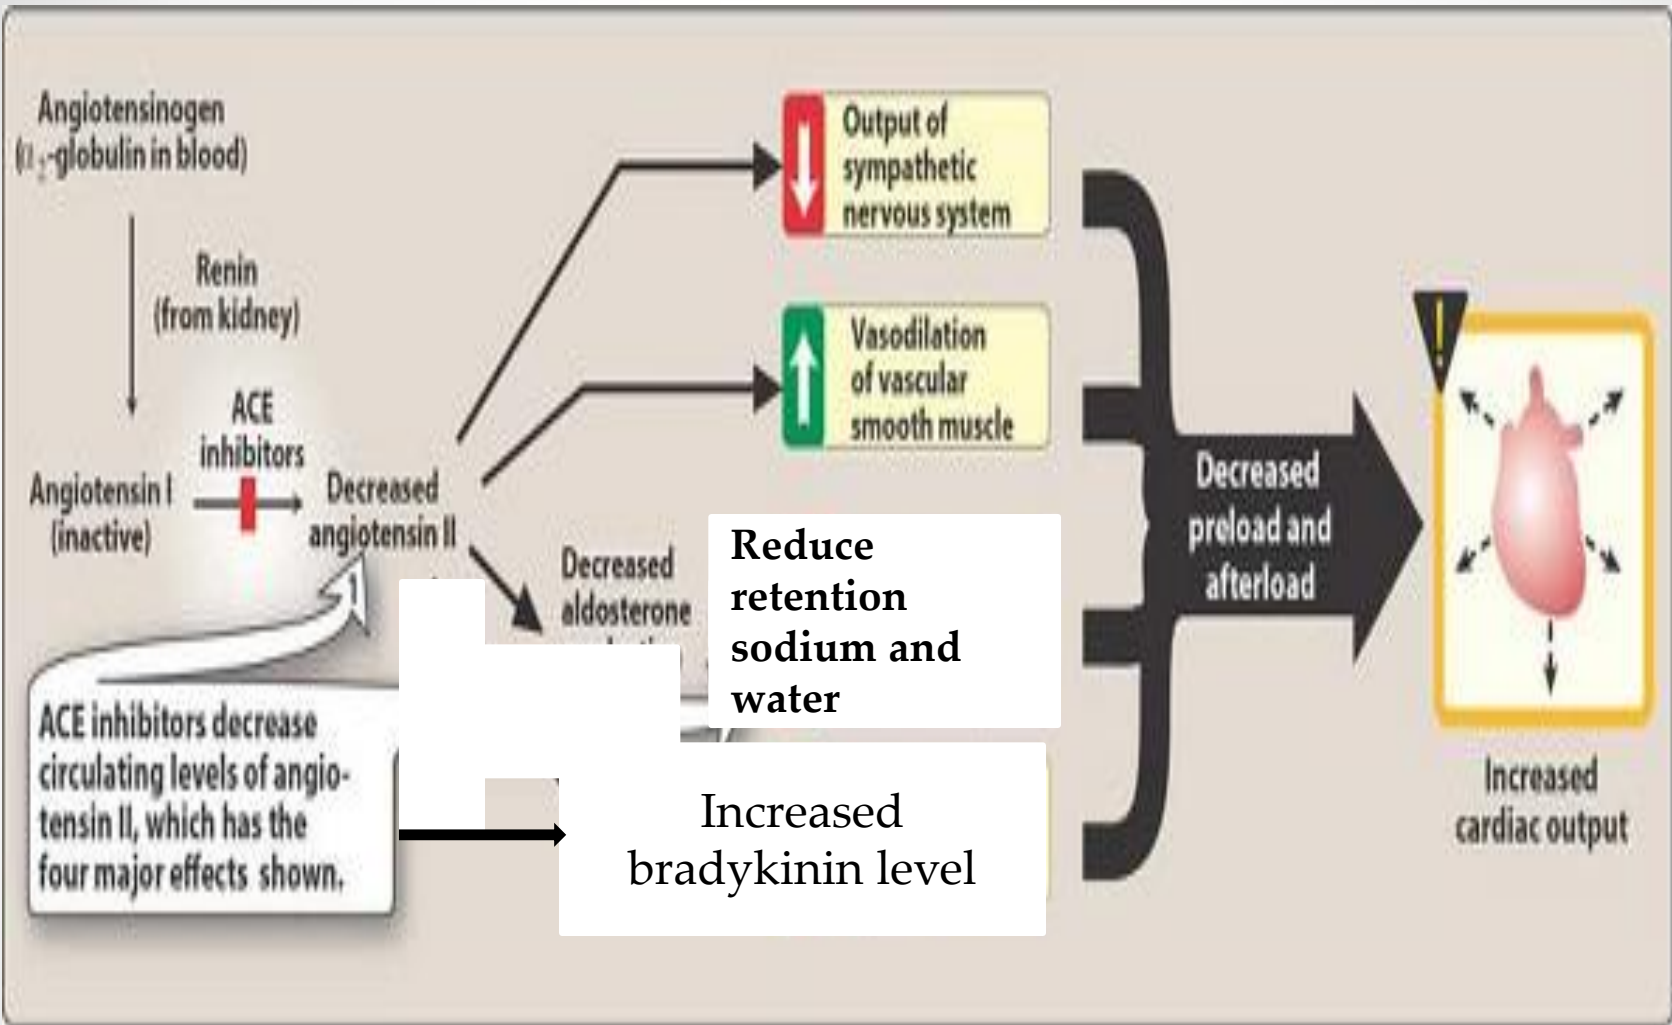 Angiotensinogen
(α₂-globulin in blood)
Renin
(from kidney)
ACE
inhibitors
Angiotensin I
(inactive)
Decreased
angiotensin II
1
ACE inhibitors decrease
circulating levels of angio-
tensin II, which has the
four major effects shown.
Output of
sympathetic
nervous system
Vasodilation
of vascular
smooth muscle
Decreased
aldosterone
Reduce
retention
sodium and
water
Increased
bradykinin level
Decreased
preload and
afterload
!
Increased
cardiac output